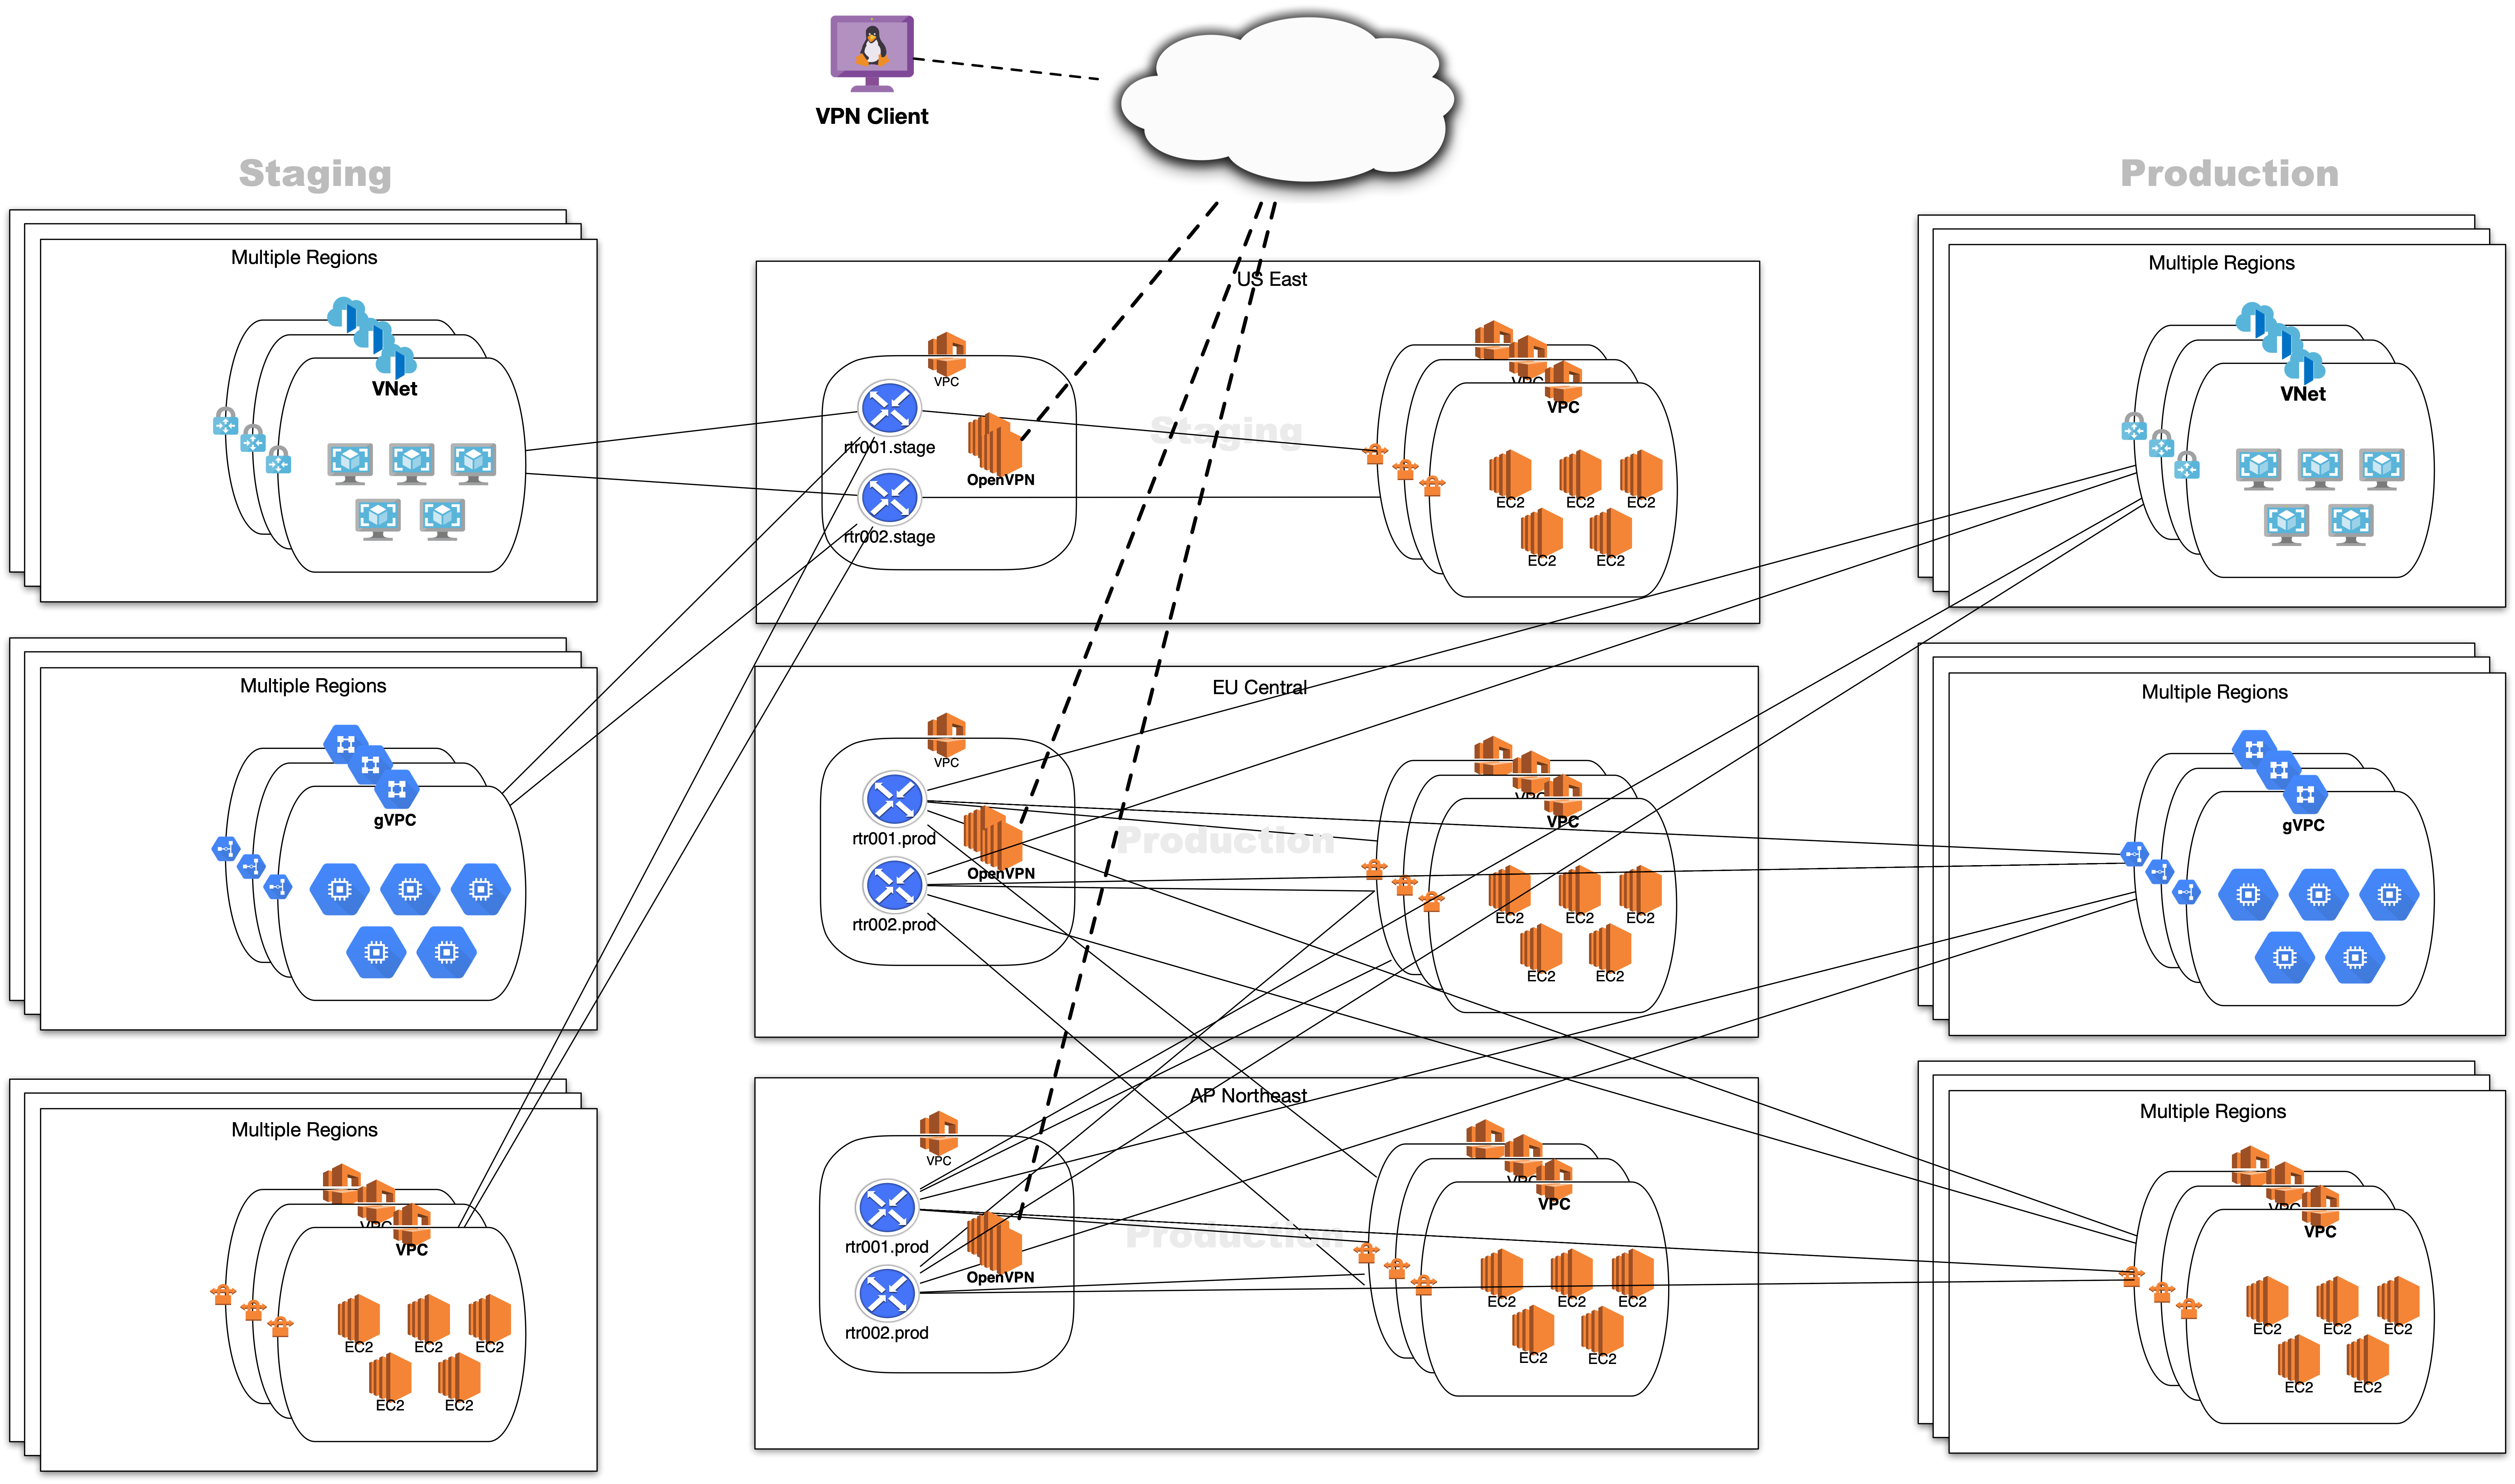 VPN Client
Staging
Production
Multiple Regions
VNet
US East
VPC
rtr001.stage
OpenVPN
rtr002.stage
Staging
VPC
VPC
EC2
EC2
EC2
EC2
EC2
Multiple Regions
VNet
Multiple Regions
gVPC
EU Central
VPC
rtr001.prod
OpenVPN
rtr002.prod
Production
VPC
VPC
EC2
EC2
EC2
EC2
EC2
Multiple Regions
gVPC
Multiple Regions
VPC
VPC
EC2
EC2
EC2
EC2
EC2
AP Northeast
VPC
rtr001.prod
OpenVPN
rtr002.prod
Production
VPC
VPC
EC2
EC2
EC2
EC2
EC2
Multiple Regions
VPC
VPC
EC2
EC2
EC2
EC2
EC2